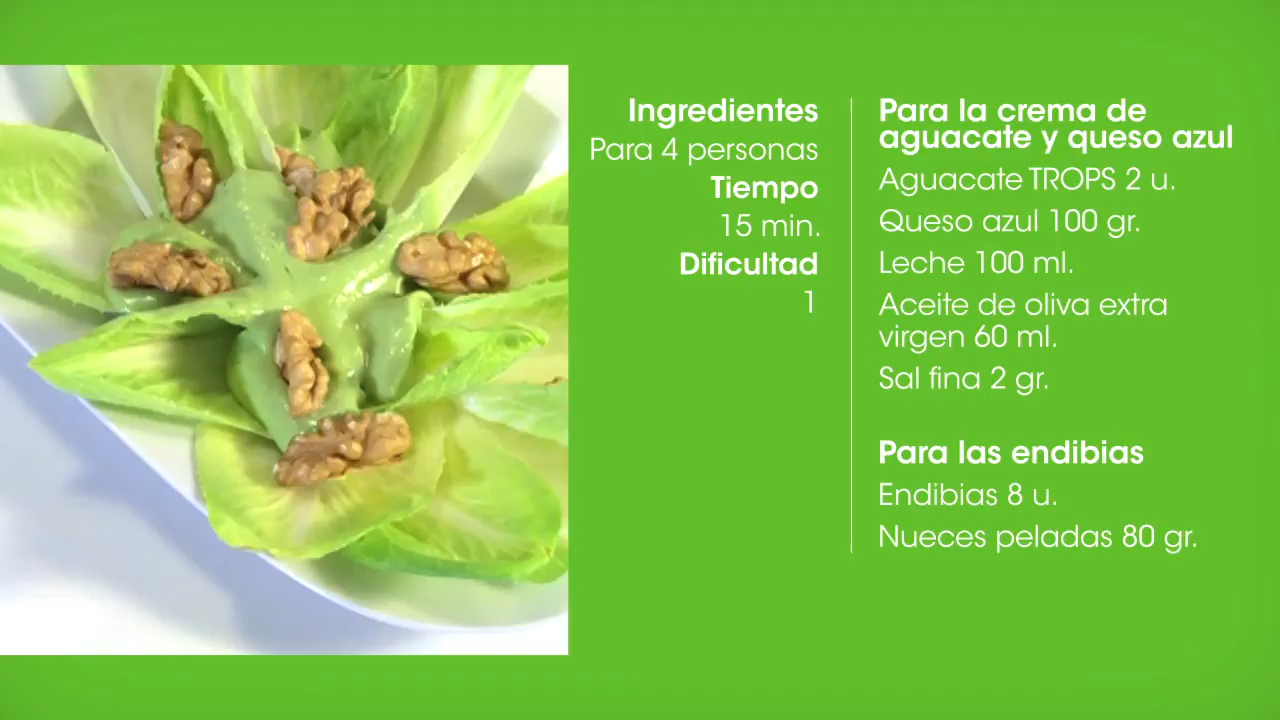 Ingredientes
Para 4 personas
Tiempo
15 min.
Dificultad
1
Para la crema de
aguacate y queso azul
Aguacate TROPS 2 u.
Queso azul 100 gr.
Leche 100 ml.
Aceite de oliva extra
virgen 60 ml.
Sal fina 2 gr.
Para las endibias
Endibias 8 u.
Nueces peladas 80 gr.